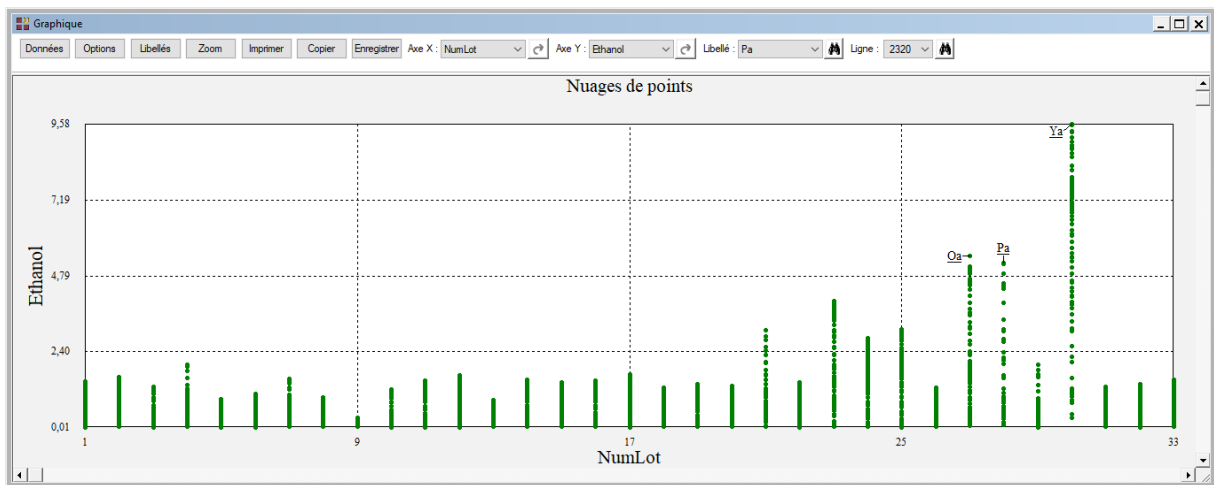 Graphique
Données Options Libellés Zoom Imprimer Copier Enregistrer Axe X : NumLot Axe Y : Ethanol Libellé : Pa Ligne : 2320
Nuages de points
9,58
Ya
7,19
Oa
Pa
4,79
Ethanol
2,40
0,01
1 9 17 25 33
NumLot